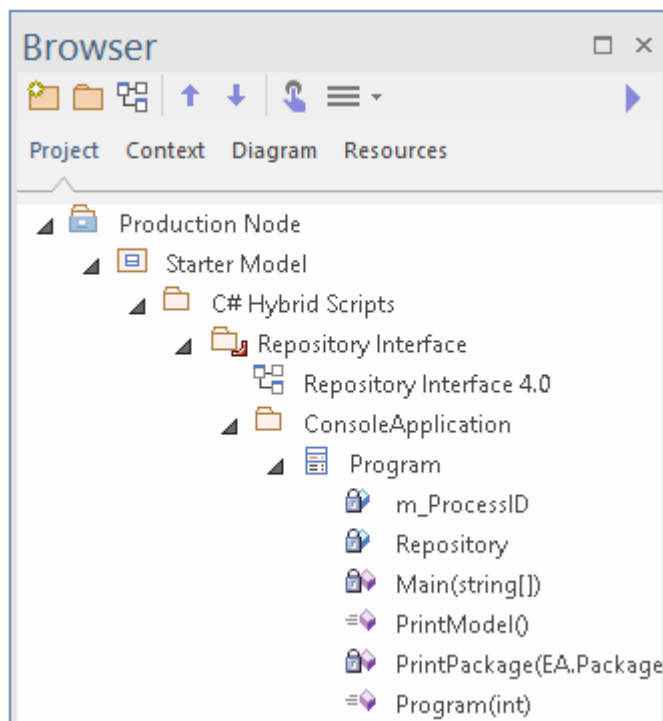 Browser
Project Context Diagram Resources
Production Node
Starter Model
C# Hybrid Scripts
Repository Interface
Repository Interface 4.0
ConsoleApplication
Program
m_ProcessID
Repository
Main(string[])
PrintModel()
PrintPackage(EA.Package
Program(int)